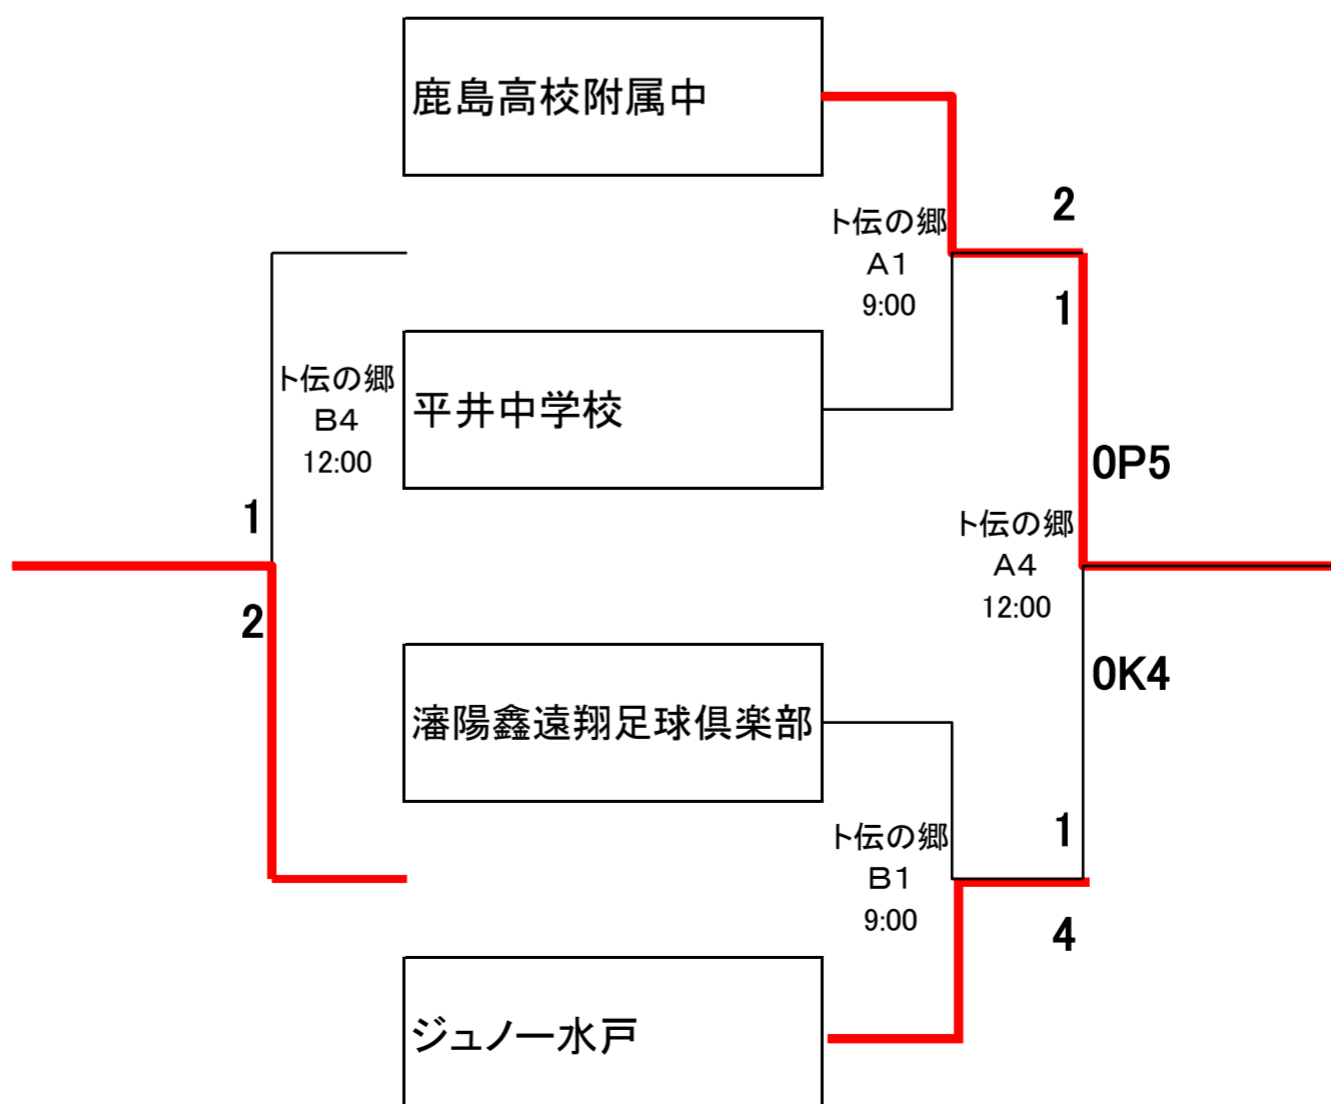 鹿島高校附属中
2
ト伝の郷
A1
9:00
1
ト伝の郷
B4
12:00
平井中学校
0P5
1
ト伝の郷
A4
12:00
2
0K4
瀋陽鑫遠翔足球倶楽部
1
ト伝の郷
B1
9:00
4
ジュノー水戸